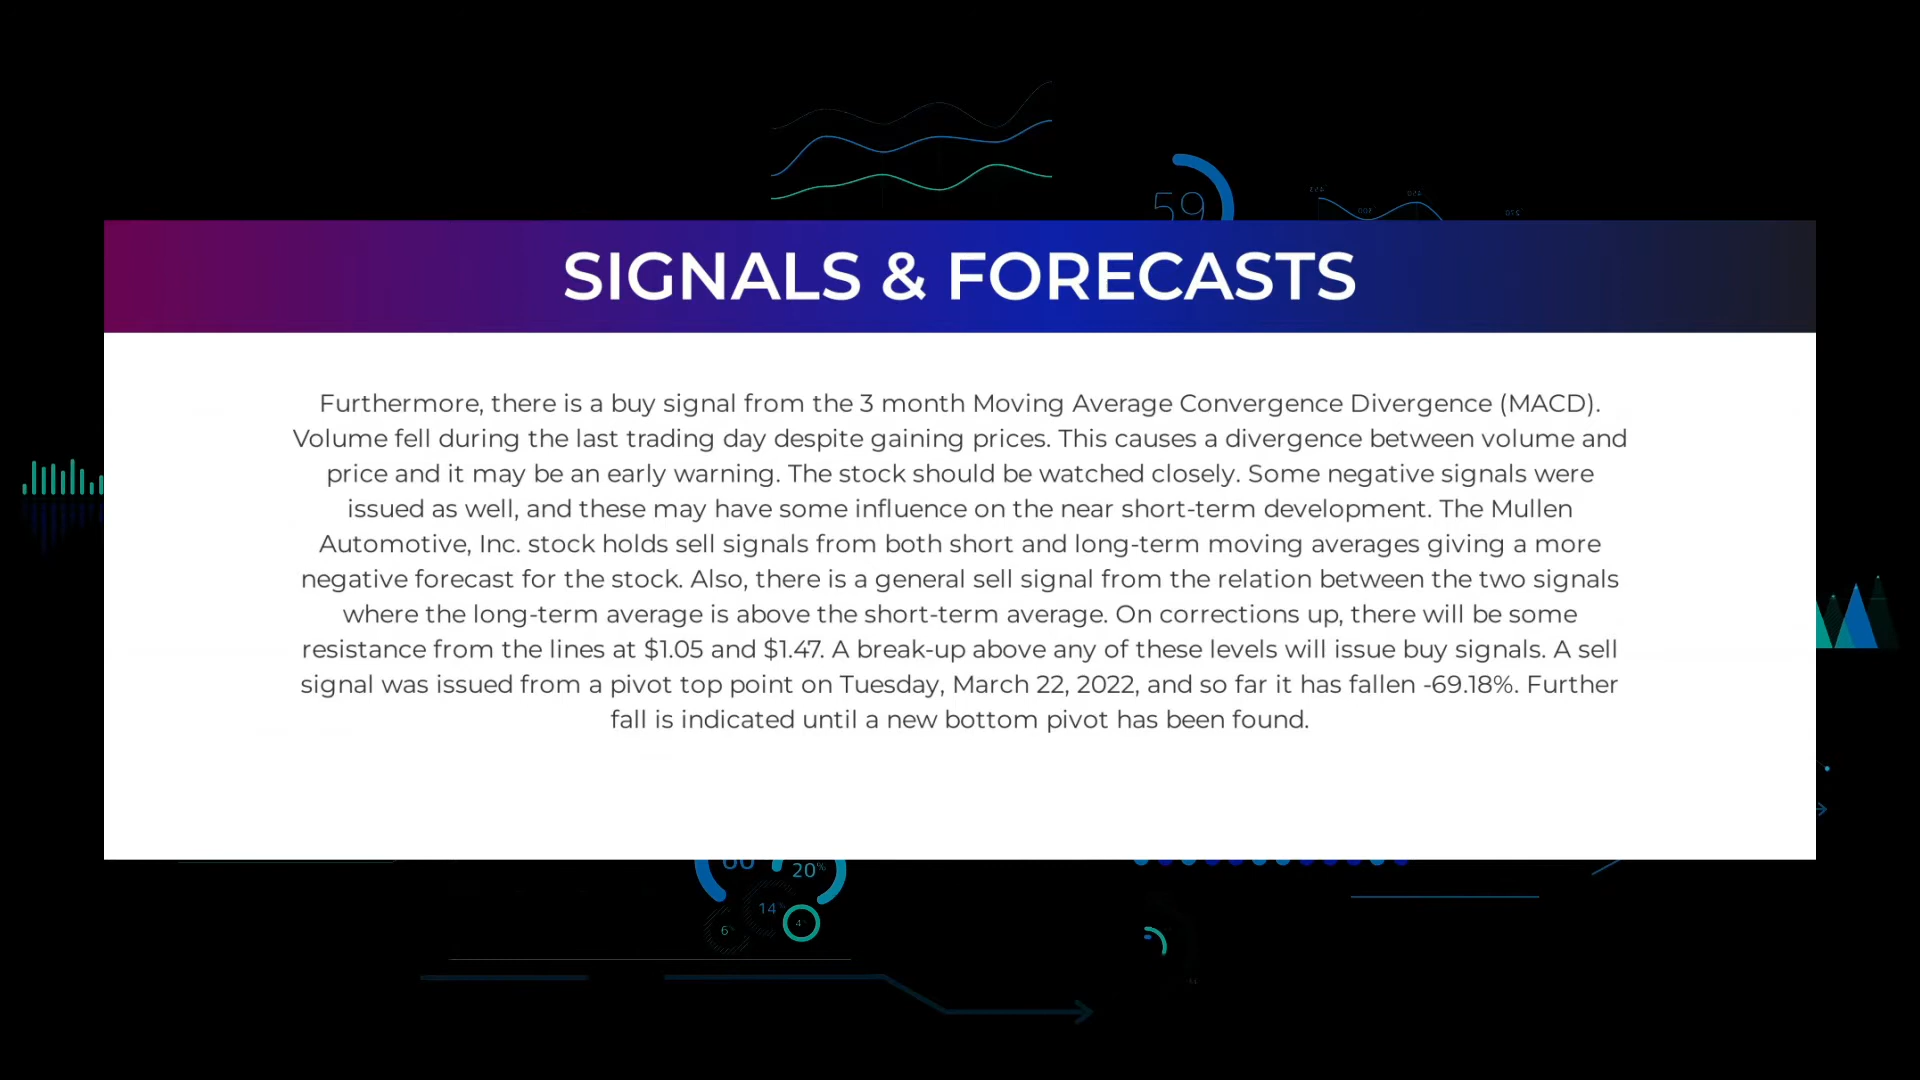 59
SIGNALS & FORECASTS
Furthermore, there is a buy signal from the 3 month Moving Average Convergence Divergence (MACD).
Volume fell during the last trading day despite gaining prices. This causes a divergence between volume and
price and it may be an early warning. The stock should be watched closely. Some negative signals were
issued as well, and these may have some influence on the near short-term development. The Mullen
Automotive, Inc. stock holds sell signals from both short and long-term moving averages giving a more
negative forecast for the stock. Also, there is a general sell signal from the relation between the two signals
where the long-term average is above the short-term average. On corrections up, there will be some
resistance from the lines at $1.05 and $1.47. A break-up above any of these levels will issue buy signals. A sell
signal was issued from a pivot top point on Tuesday, March 22, 2022, and so far it has fallen -69.18%. Further
fall is indicated until a new bottom pivot has been found.
20%
14%
6
4